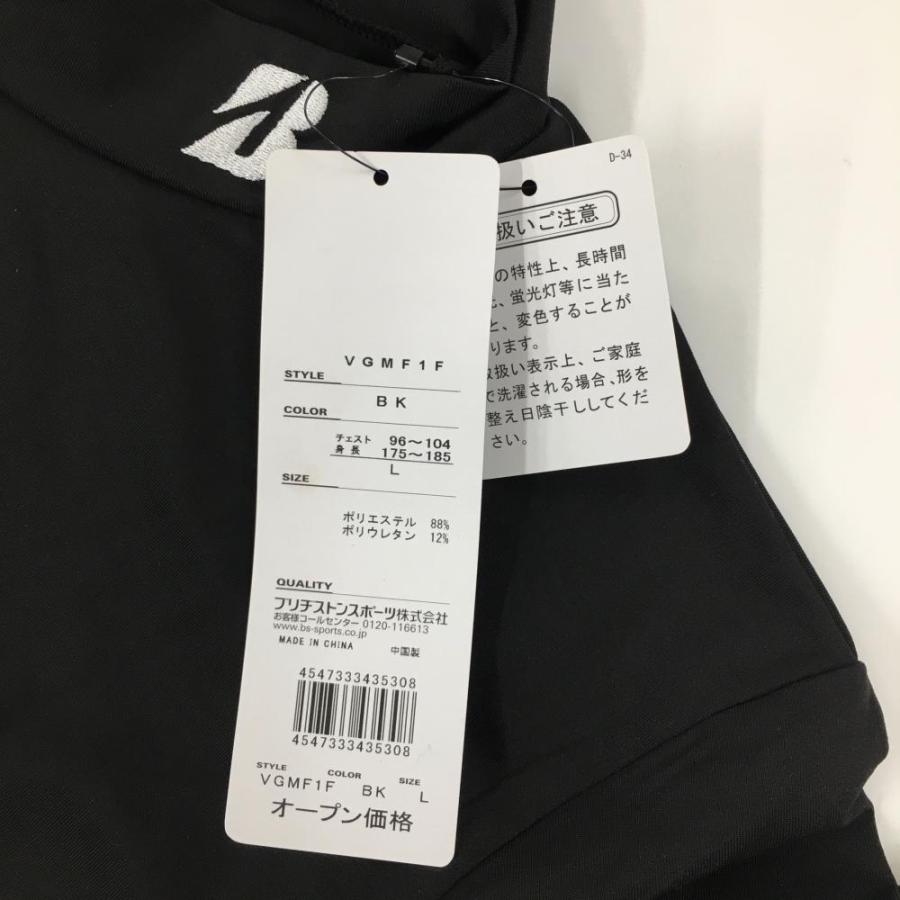 VGMF1F
STYLE
BK
COLOR
チェスト 96～104
身長 175～185
L
SIZE
ポリエステル 88%
ポリウレタン 12%
QUALITY
ブリヂストンスポーツ株式会社
お客様コールセンター 0120-116613
www.bs-sports.co.jp
MADE IN CHINA 中国製
4547333435308
4547333435308
STYLE COLOR SIZE
VGMF1F BK L
オープン価格
D-34
扱いご注意
の特性上、長時間
、蛍光灯等に当た
と、変色することが
ります。
取扱い表示上、ご家庭
で洗濯される場合、形を
整え日陰干ししてくだ
さい。